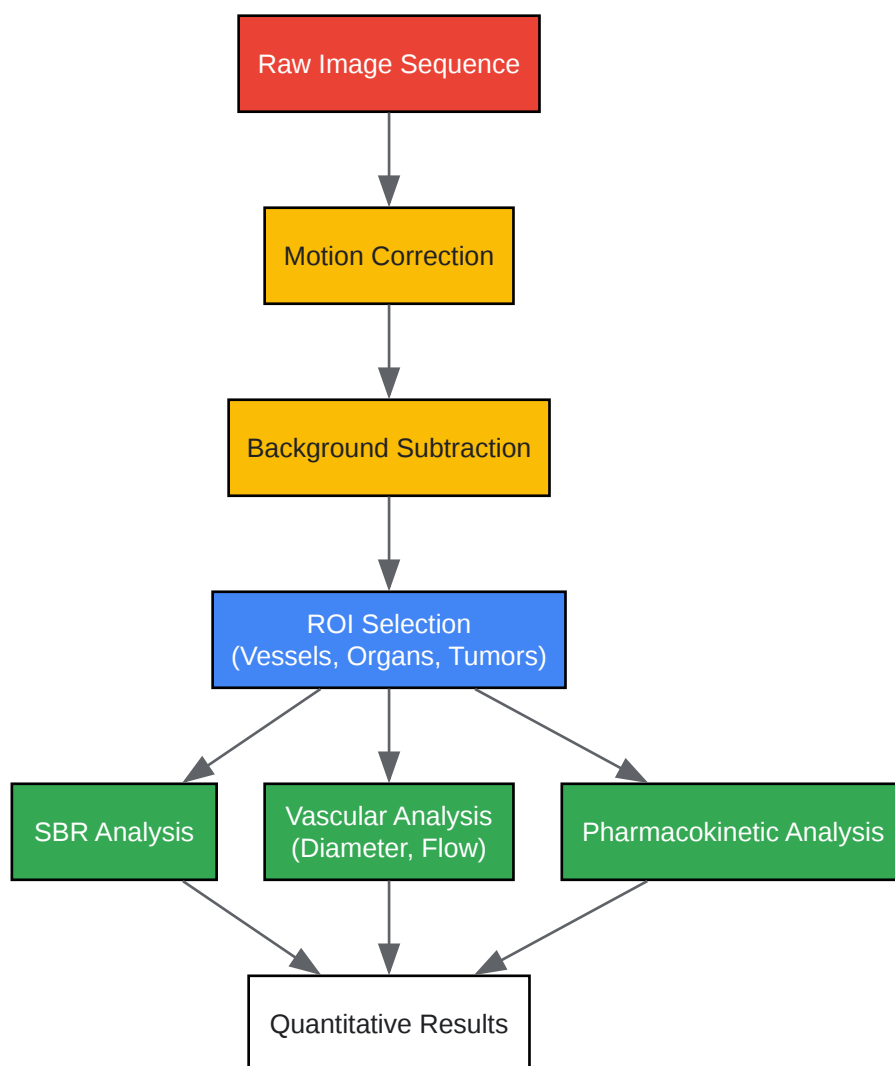 Raw Image Sequence
Motion Correction
Background Subtraction
ROI Selection
(Vessels, Organs, Tumors)
SBR Analysis
Vascular Analysis
(Diameter, Flow)
Pharmacokinetic Analysis
Quantitative Results